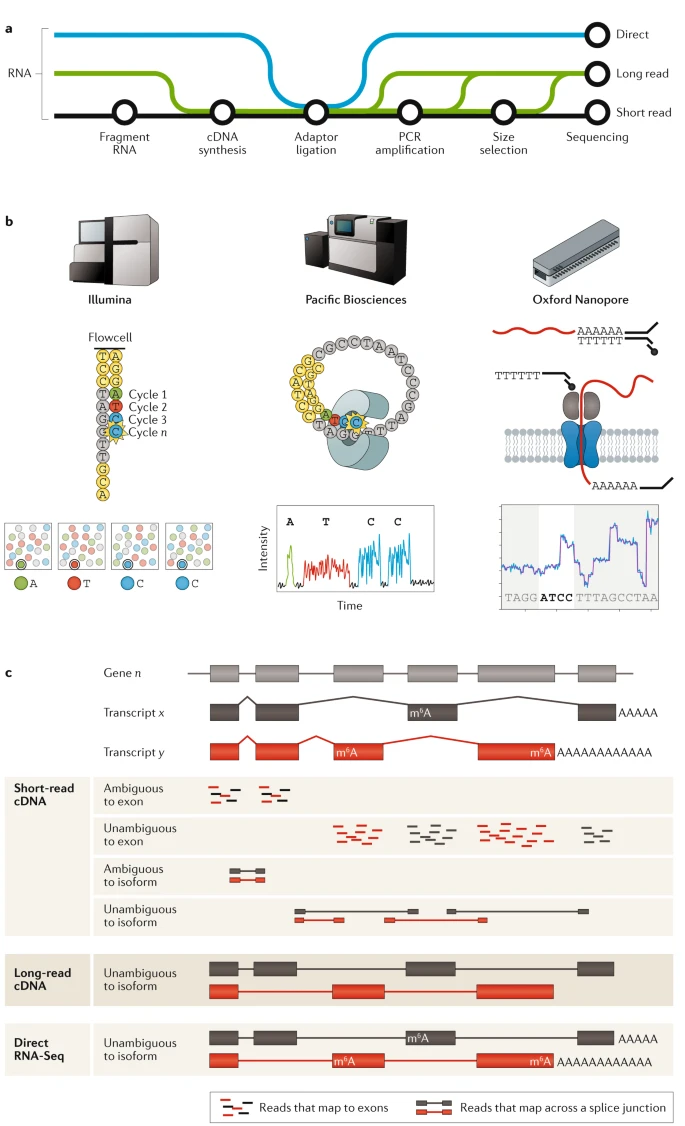 a
Direct
RNA
Long read
Short read
Fragment
RNA
cDNA
synthesis
Adaptor
ligation
PCR
amplification
Size
selection
Sequencing
b
Illumina
Pacific Biosciences
Oxford Nanopore
Flowcell
T A
C G
C G
T A Cycle 1
A T Cycle 2
G C Cycle 3
G C Cycle n
T
T
G
C
A
AAAAAA
TTTTTT
TTTTTT
AAAAAA
A
T
C
C
Intensity
A T C C
Time
TAGG ATCC TTTAGCCTAA
c
Gene n
Transcript x
m⁶A
AAAAA
Transcript y
m⁶A
m⁶A
AAAAAAAAAAAA
Short-read
cDNA
Ambiguous
to exon
Unambiguous
to exon
Ambiguous
to isoform
Unambiguous
to isoform
Long-read
cDNA
Unambiguous
to isoform
Direct
RNA-Seq
Unambiguous
to isoform
m⁶A
AAAAA
m⁶A
m⁶A
AAAAAAAAAAAA
Reads that map to exons
Reads that map across a splice junction